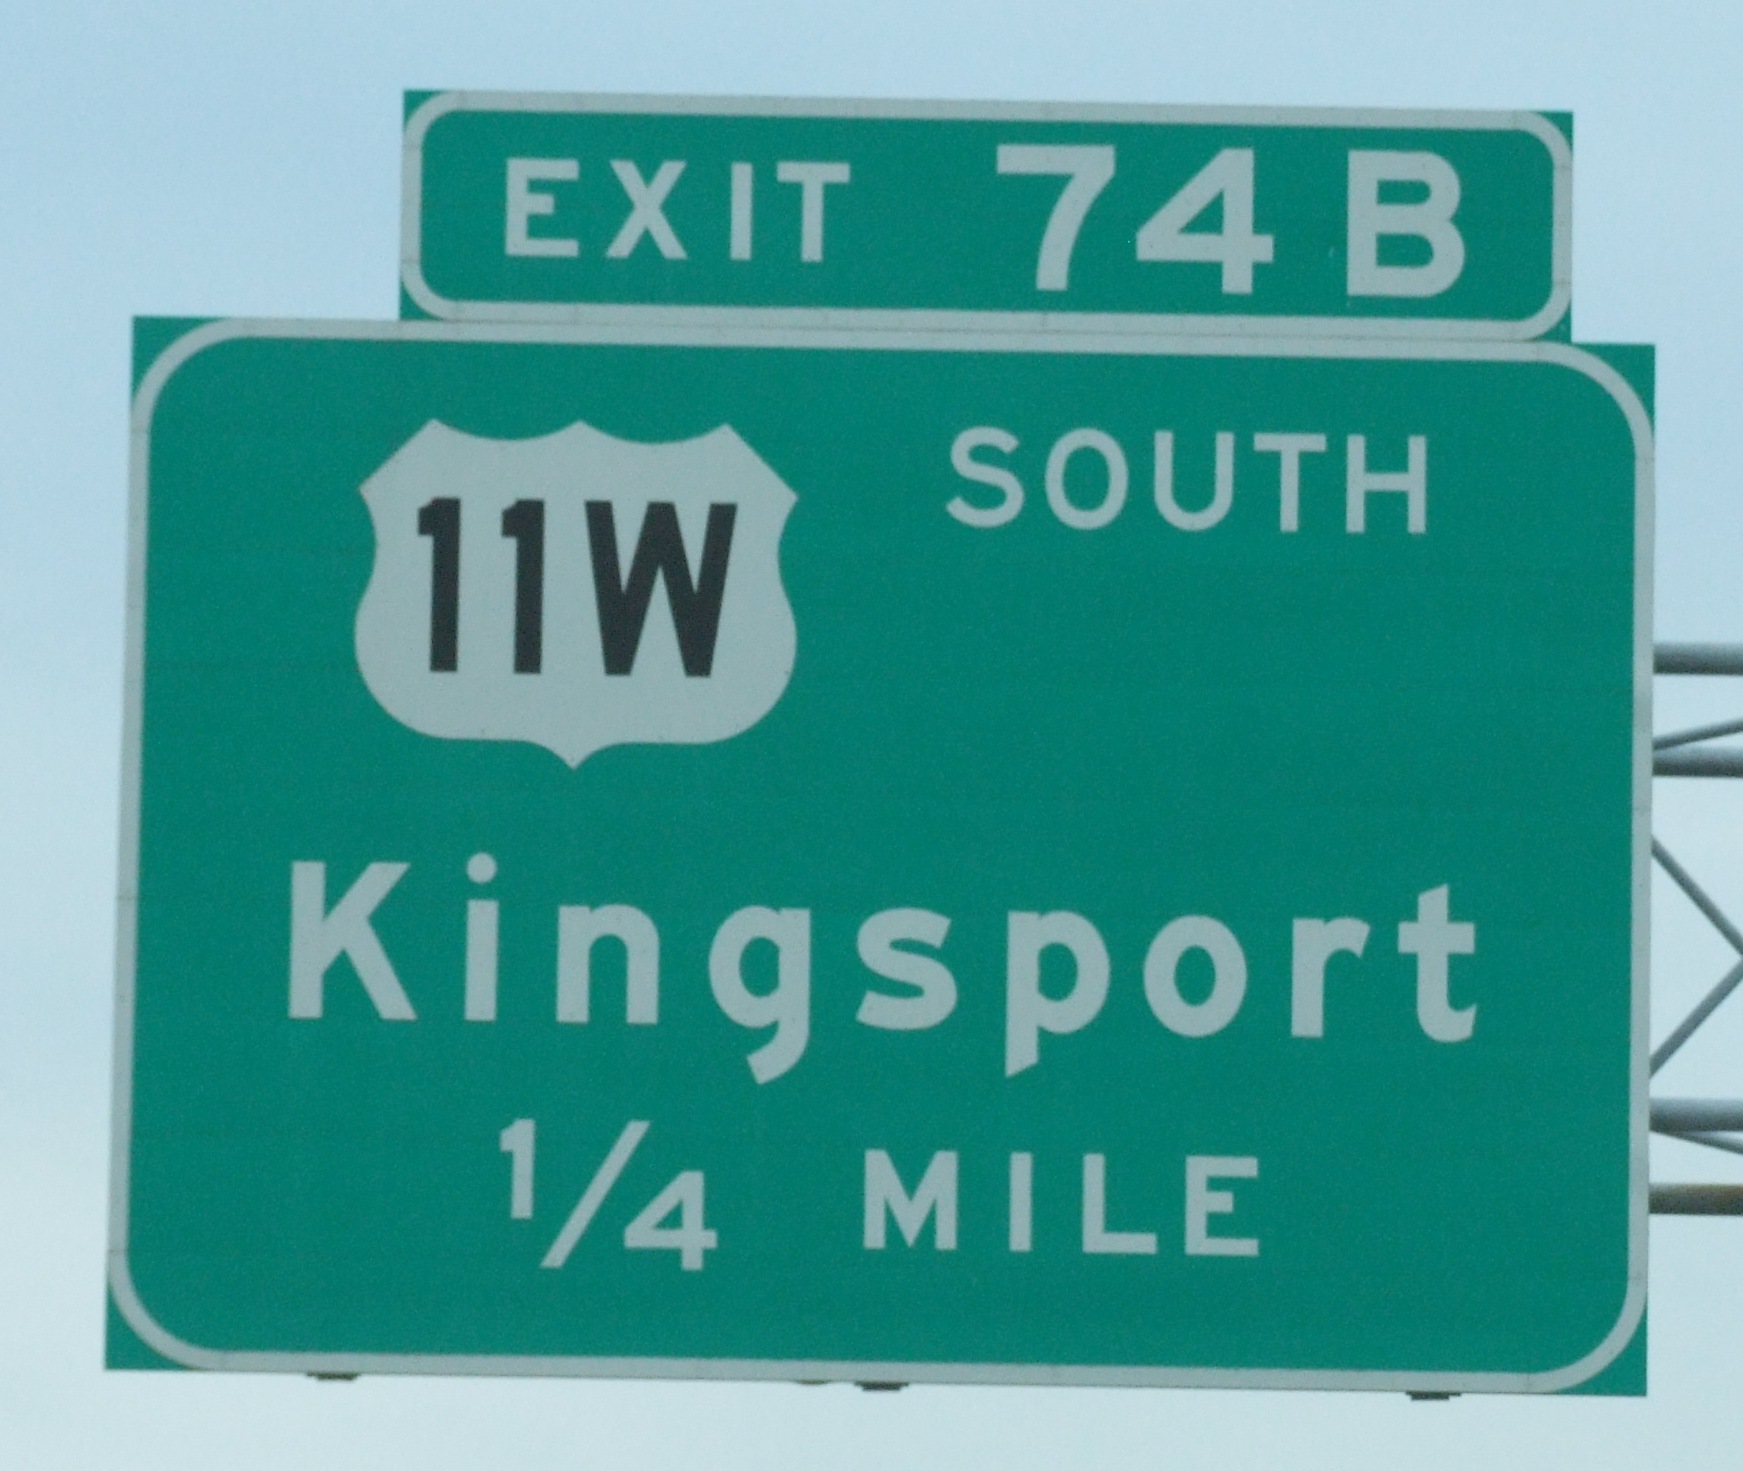 EXIT 74 B
11W SOUTH
Kingsport
1/4 MILE